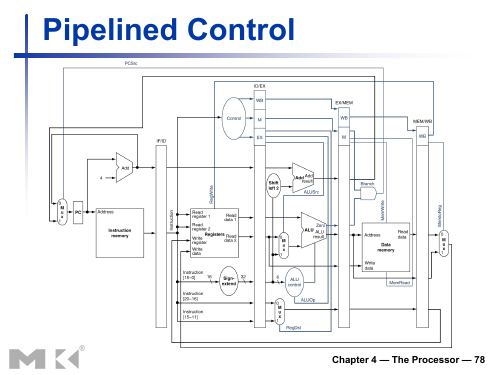 Pipelined Control
PCSrc
ID/EX
WB
EX/MEM
Control
M
WB
MEM/WB
EX
M
WB
IF/ID
Add
4
Add Add
result
Shift
left 2
ALUSrc
Branch
RegWrite
MemWrite
MemtoReg
Instruction
M
u
x
PC
Address
Instruction
memory
Read
register 1
Read
data 1
Read
register 2
Registers
Read
data 2
Write
register
Write
data
Zero
ALU ALU
result
M
u
x
Address
Read
data
Data
memory
Write
data
M
u
x
Instruction
[15–0]
16
Sign-
extend
32
6
ALU
control
MemRead
Instruction
[20–16]
ALUOp
M
u
x
Instruction
[15–11]
RegDst
MK®
Chapter 4 — The Processor — 78